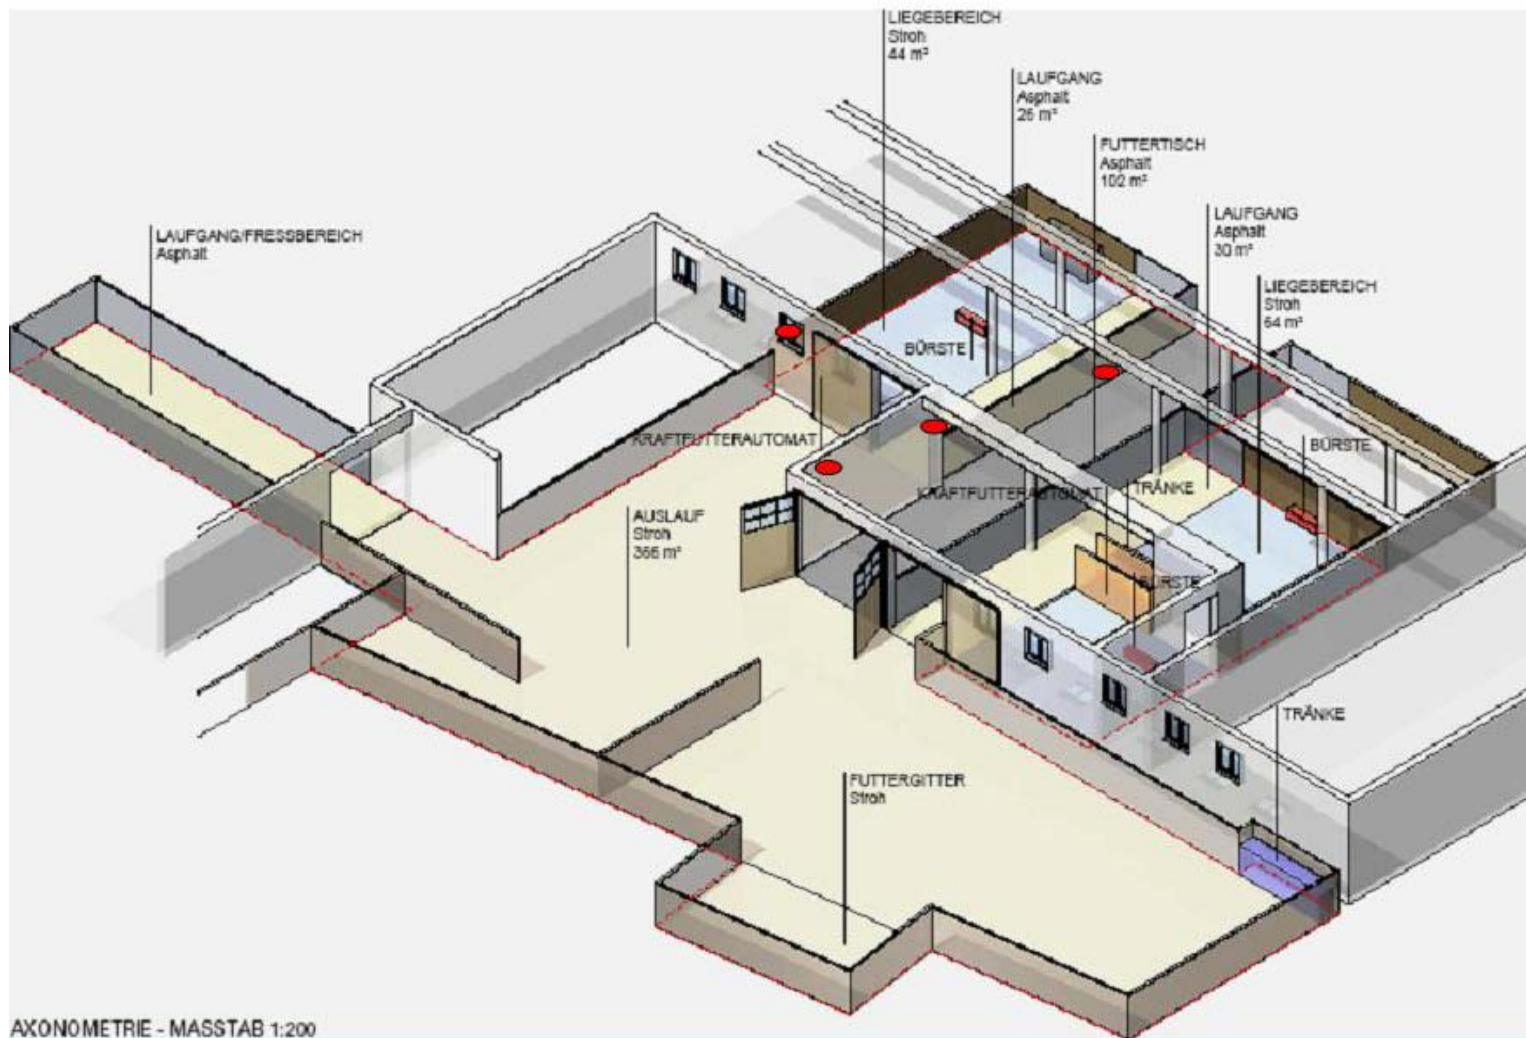 LIEGEBEREICH
Stroh
44 m²
LAUFGANG
Asphalt
26 m²
FUTTERTISCH
Asphalt
102 m²
LAUFGANG
Asphalt
30 m²
LAUFGANG/FRESSBEREICH
Asphalt
LIEGEBEREICH
Stroh
64 m²
BÜRSTE
KRAFTFUTTERAUTOMAT
BÜRSTE
KRAFTFUTTERAUTOMAT
TRÄNKE
AUSLAUF
Stroh
366 m²
BÜRSTE
TRÄNKE
FUTTERGITTER
Stroh
AXONOMETRIE - MASSTAB 1:200